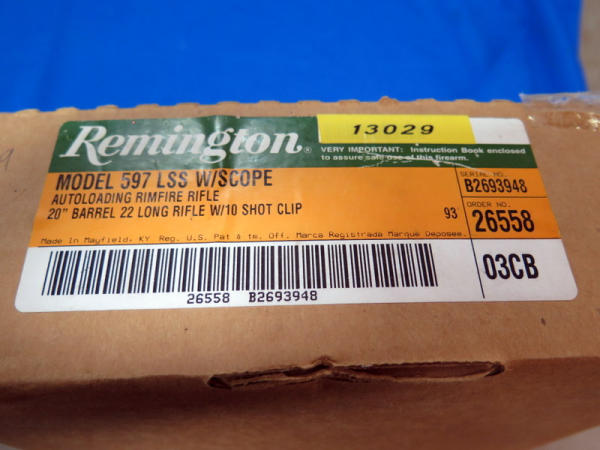 Remington®
13029
VERY IMPORTANT: Instruction Book enclosed
to assure safe use of this firearm.
MODEL 597 LSS W/SCOPE
AUTOLOADING RIMFIRE RIFLE
20" BARREL 22 LONG RIFLE W/10 SHOT CLIP 93
SERIAL NO.
B2693948
ORDER NO.
26558
Made In Mayfield, KY Reg. U.S. Pat & tm. Off. Marca Registrada Marque Deposee.
03CB
26558 B2693948